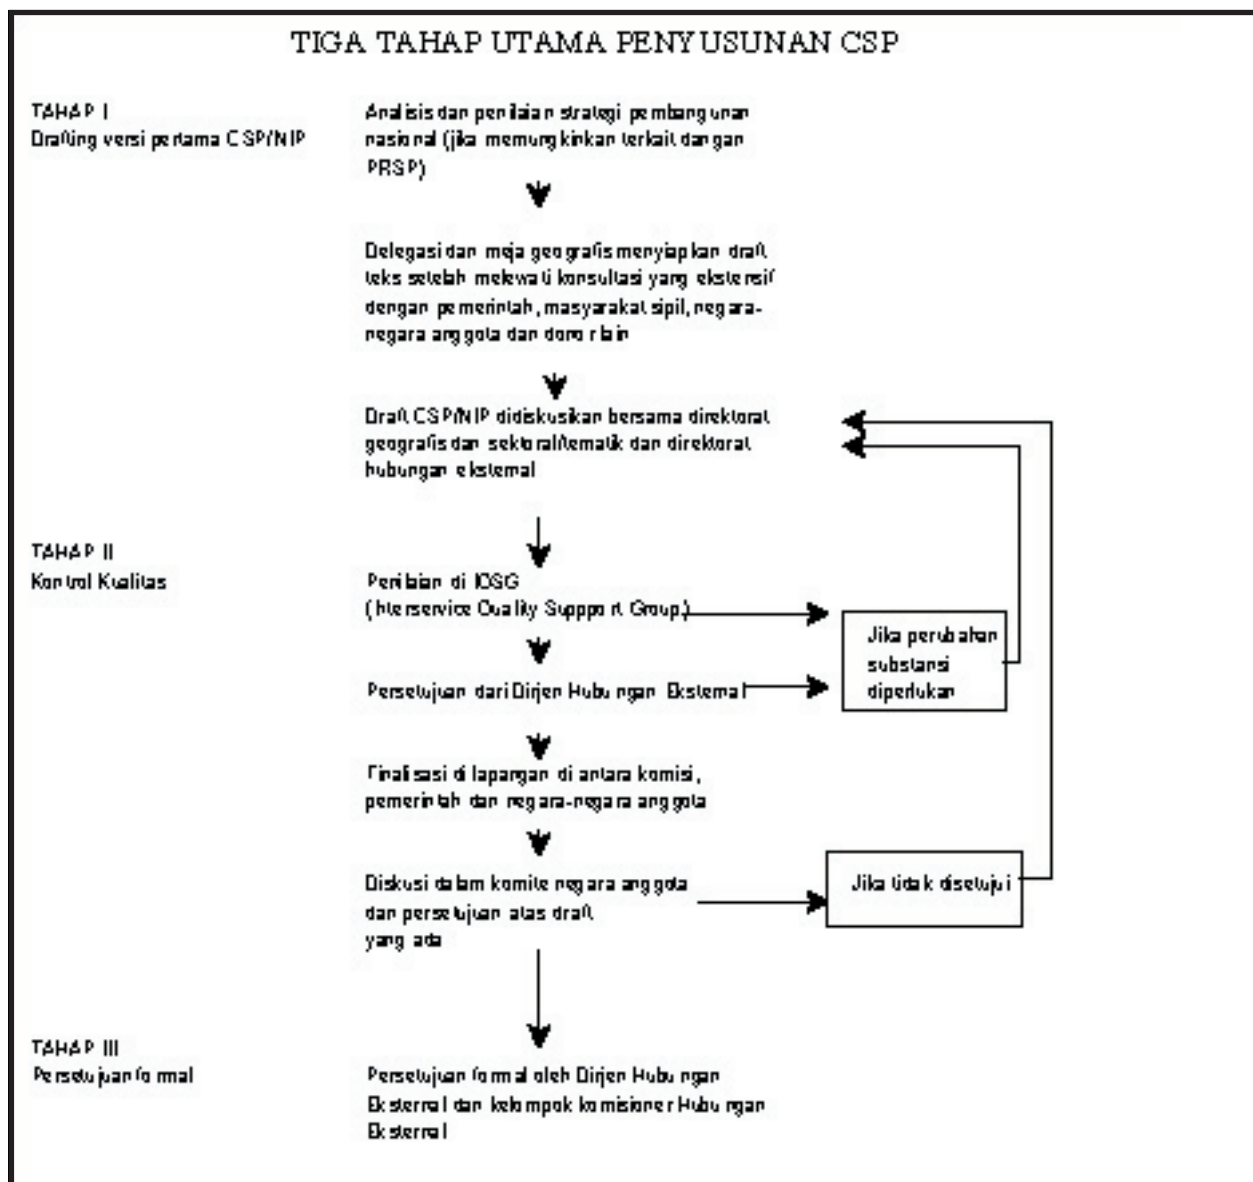 TIGA TAHAP UTAMA PENYUSUNAN CSP
TAHAP I
Drafting versi pertama CSP/NIP
Analisis dan penilaian strategi pembangunan
nasional (jika memungkinkan terkait dangan
PRSP)
Delegasi dan meja geografis menyiapkan draft
teks setelah melewati konsultasi yang ekstensif
dengan pemerintah, masyarakat sipil, negara-
negara anggota dan donor lain
Draft CSP/NIP didiskusikan bersama direktorat
geografis dan sektoral/tematik dan direktorat
hubungan eksternal
TAHAP II
Kontrol Kualitas
Penilaian di IQSG
(Interservice Quality Suppport Group)
Jika perubahan
substansi
diperlukan
Persetujuan dari Dirjen Hubungan Eksternal
Finalisasi di lapangan di antara komisi,
pemerintah dan negara-negara anggota
Diskusi dalam komite negara anggota
dan persetujuan atas draft
yang ada
Jika tidak disetujui
TAHAP III
Persetujuan formal
Persetujuan formal oleh Dirjen Hubungan
Eksternal dan kelompok komisioner Hubungan
Eksternal